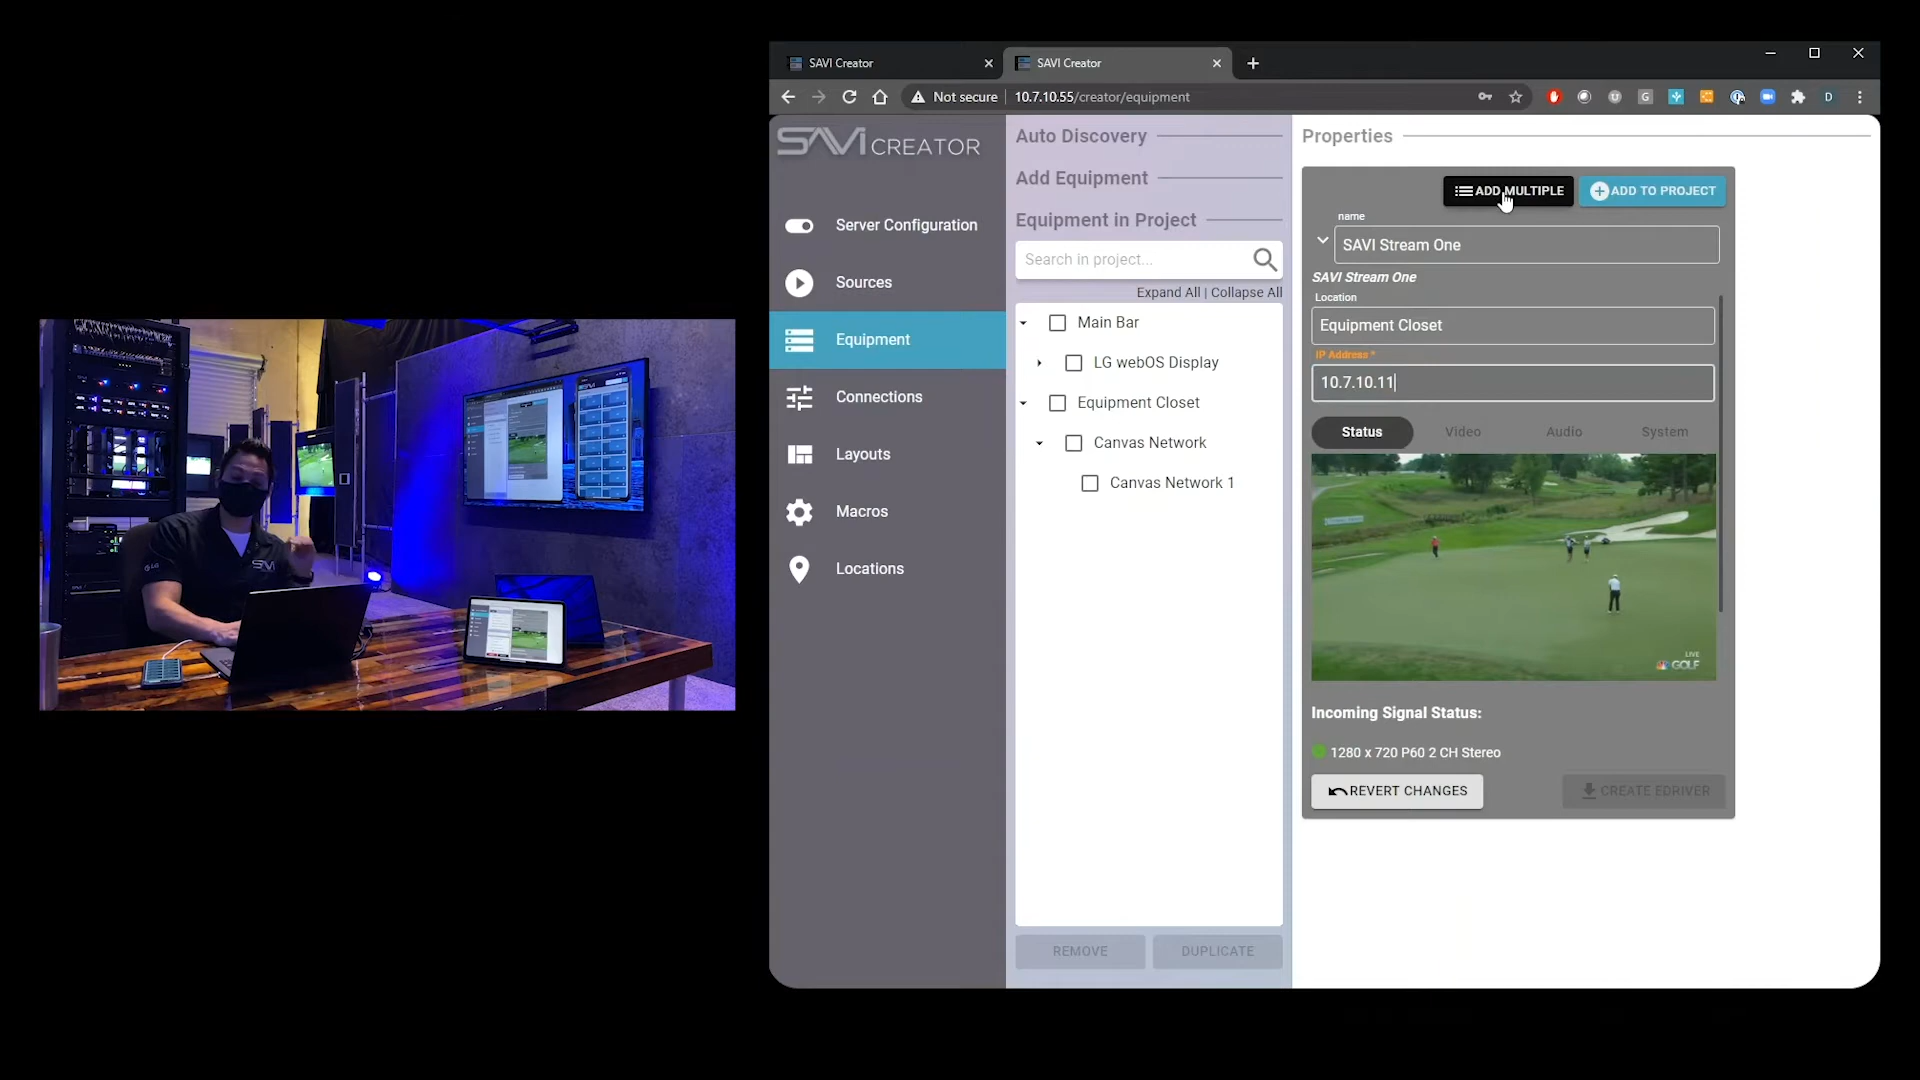 SAVI Creator
SAVI Creator
Not secure
10.7.10.55/creator/equipment
D
SAVI CREATOR
Server Configuration
Sources
Equipment
Connections
Layouts
Macros
Locations
Auto Discovery
Add Equipment
Equipment in Project
Search in project...
Expand All | Collapse All
Main Bar
LG webOS Display
Equipment Closet
Canvas Network
Canvas Network 1
REMOVE
DUPLICATE
Properties
ADD MULTIPLE
ADD TO PROJECT
name
SAVI Stream One
SAVI Stream One
Location
Equipment Closet
IP Address *
10.7.10.11
Status
Video
Audio
System
LIVE
GOLF
Incoming Signal Status:
1280 x 720 P60 2 CH Stereo
REVERT CHANGES
CREATE EDRIVER
SAVI
LG